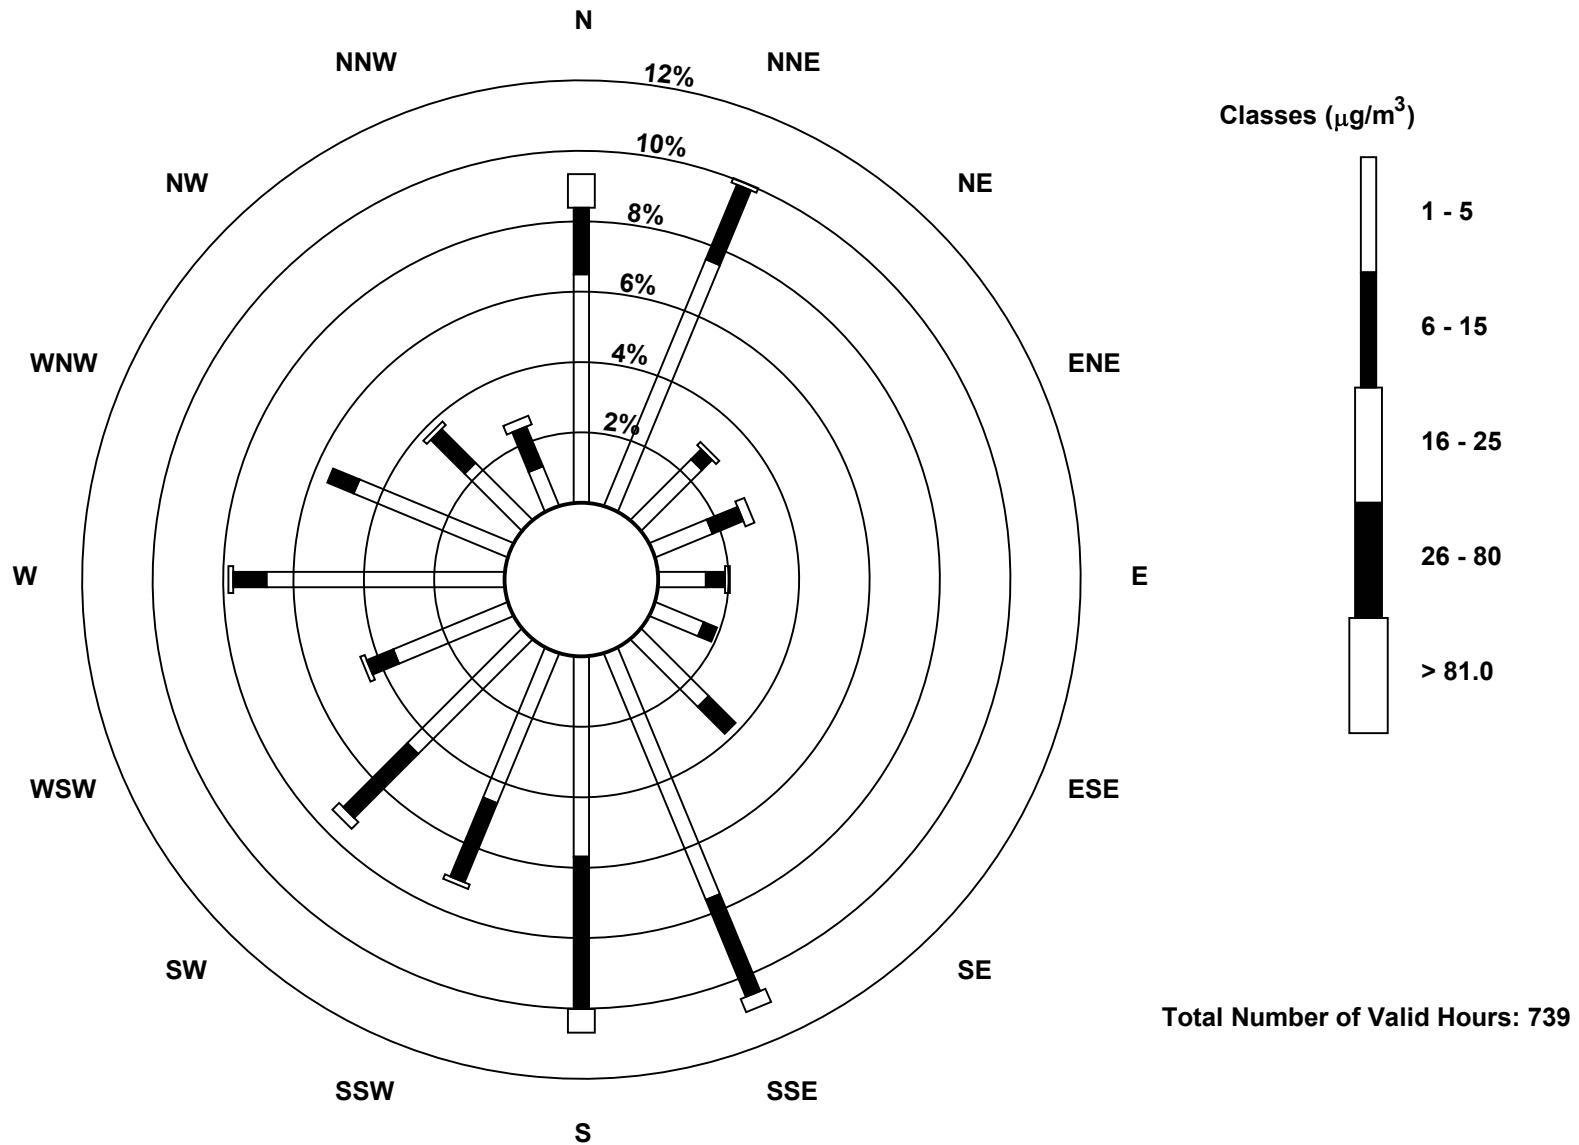 N
NNW
NNE
12%
Classes (μg/m³)
10%
NW
NE
1 - 5
8%
6%
6 - 15
4%
WNW
ENE
2%
16 - 25
26 - 80
W
E
> 81.0
WSW
ESE
SW
SE
Total Number of Valid Hours: 739
SSW
SSE
S